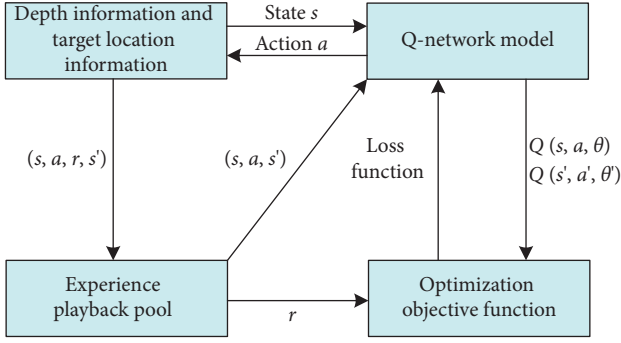 Depth information and
target location
information
State s
Action a
Q-network model
(s, a, r, s')
(s, a, s')
Loss
function
Q (s, a, θ)
Q (s', a', θ')
Experience
playback pool
r
Optimization
objective function